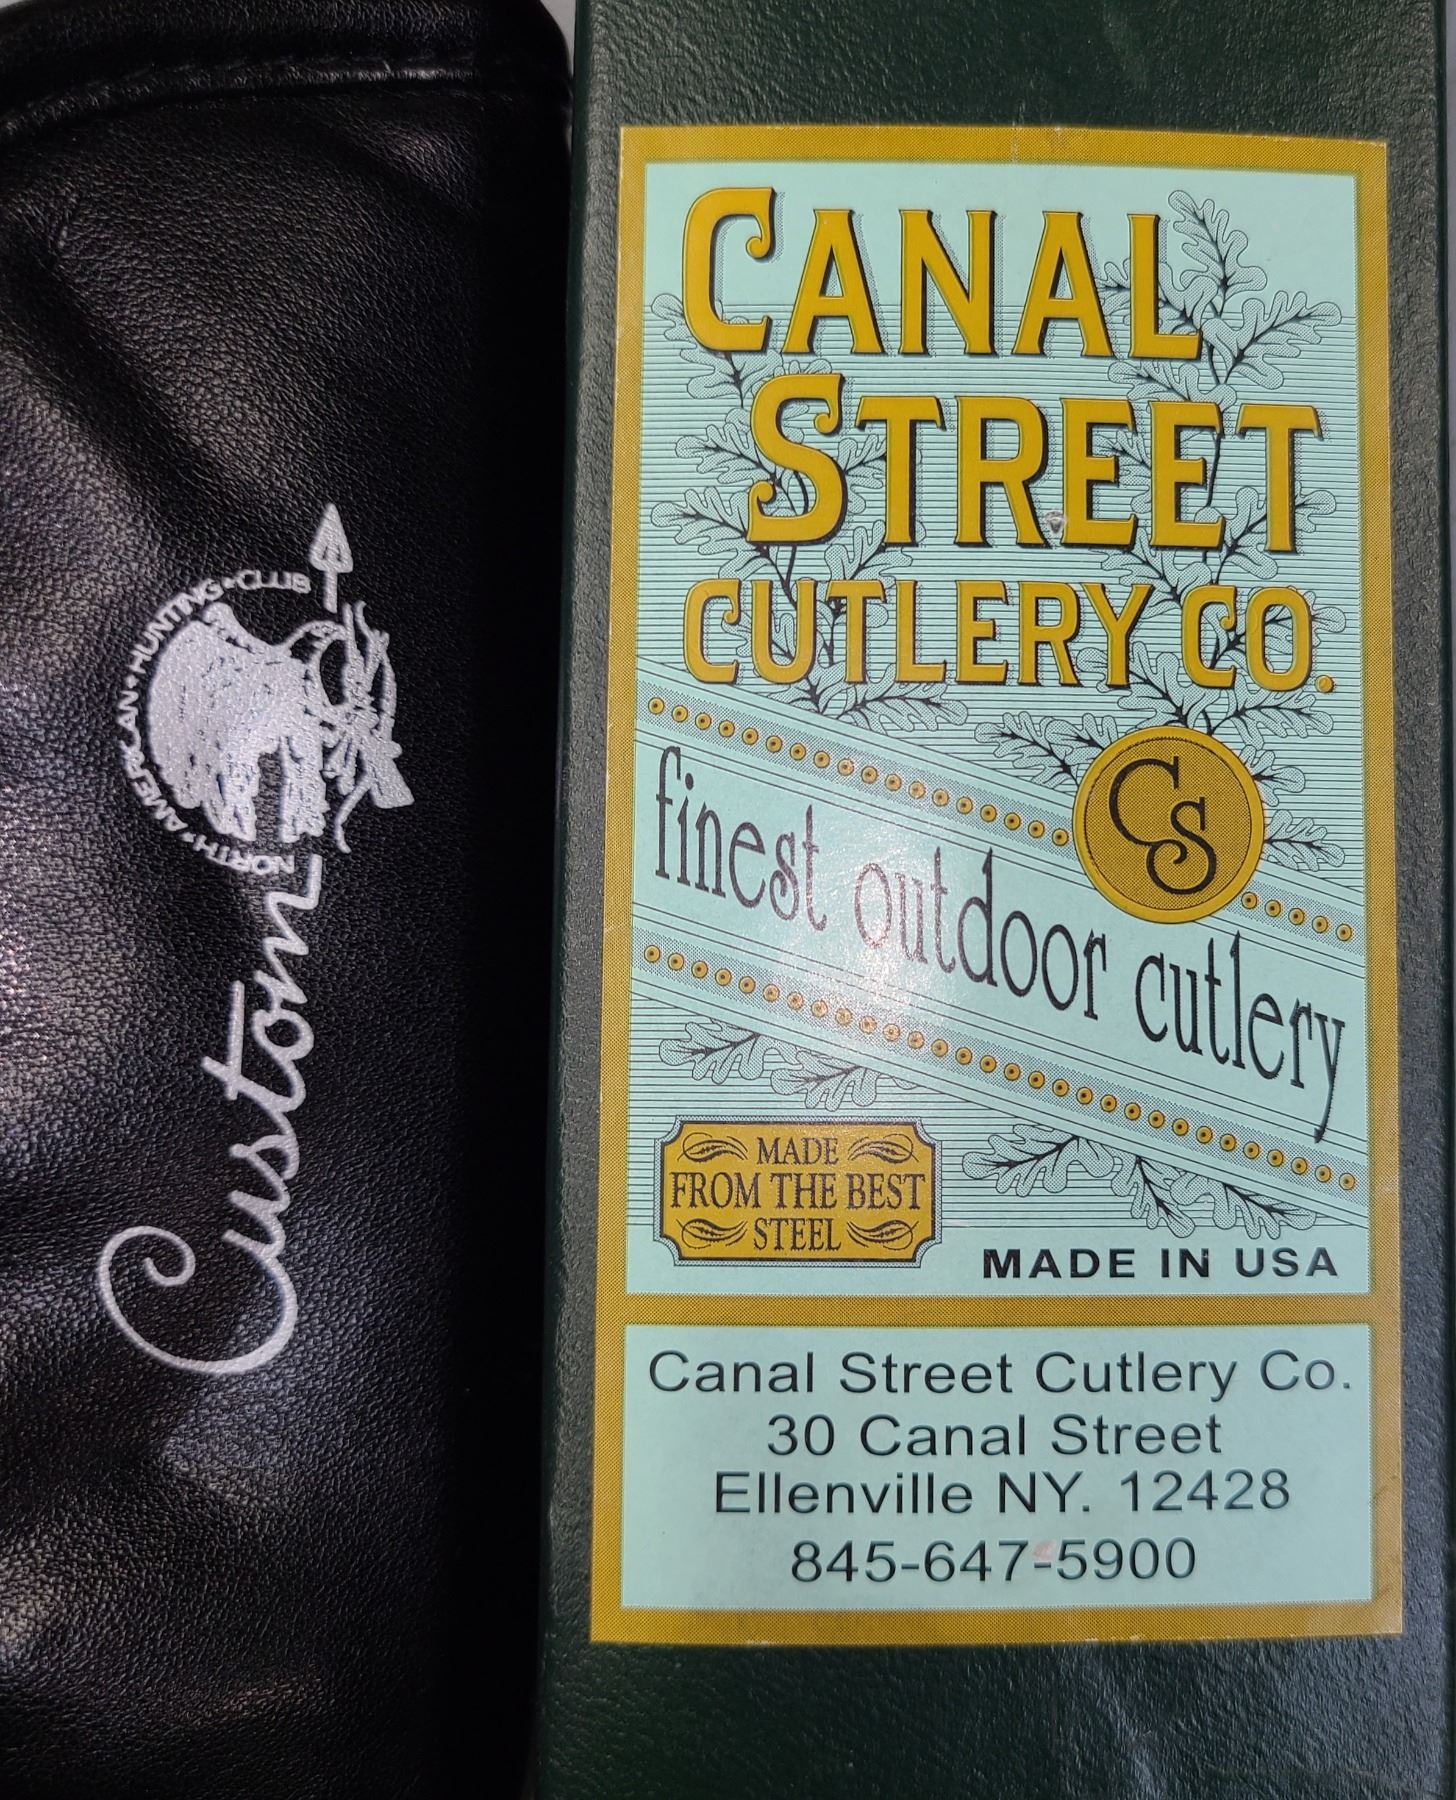 NORTH • AMERICAN • HUNTING • CLUB
Custom
CANAL
STREET
CUTLERY CO.
CS
finest outdoor cutlery
MADE
FROM THE BEST
STEEL
MADE IN USA
Canal Street Cutlery Co.
30 Canal Street
Ellenville NY. 12428
845-647-5900